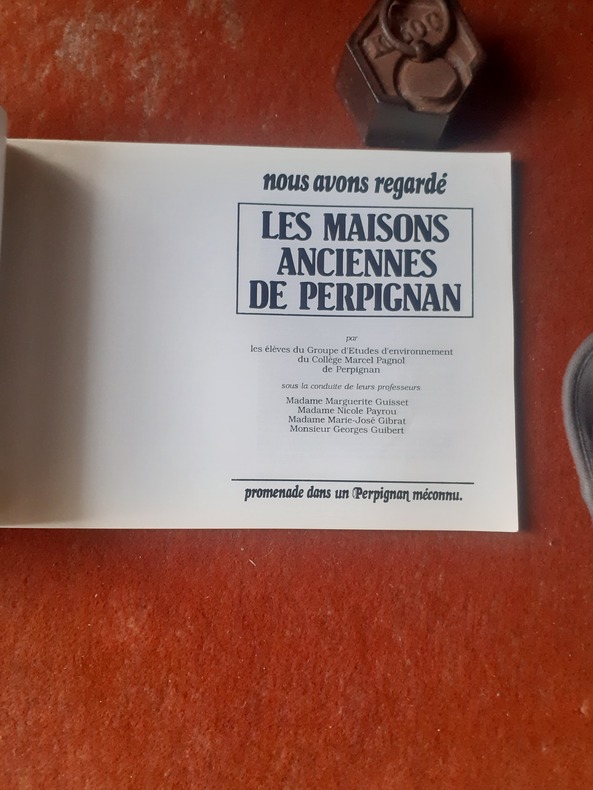 nous avons regardé
LES MAISONS
ANCIENNES
DE PERPIGNAN
par
les élèves du Groupe d'Etudes d'environnement
du Collège Marcel Pagnol
de Perpignan
sous la conduite de leurs professeurs
Madame Marguerite Guisset
Madame Nicole Payrou
Madame Marie-José Gibrat
Monsieur Georges Guibert
promenade dans un Perpignan méconnu.